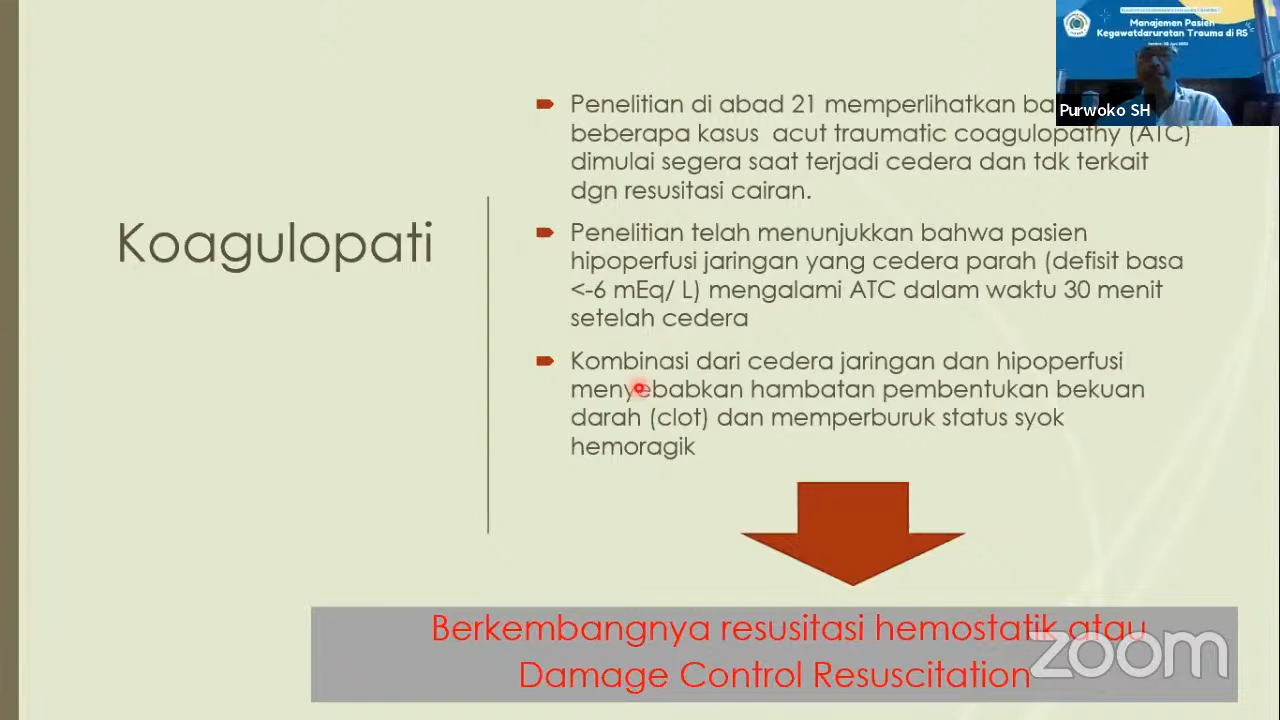 Manajemen Pasien
Kegawatdaruratan Trauma di RS
Purwoko SH
Koagulopati
Penelitian di abad 21 memperlihatkan
beberapa kasus acut traumatic coagulopathy (ATC)
dimulai segera saat terjadi cedera dan tdk terkait
dgn resusitasi cairan.
Penelitian telah menunjukkan bahwa pasien
hipoperfusi jaringan yang cedera parah (defisit basa
<-6 mEq/ L) mengalami ATC dalam waktu 30 menit
setelah cedera
Kombinasi dari cedera jaringan dan hipoperfusi
menyebabkan hambatan pembentukan bekuan
darah (clot) dan memperburuk status syok
hemoragik
Berkembangnya resusitasi hemostatik atau
Damage Control Resuscitation
zoom